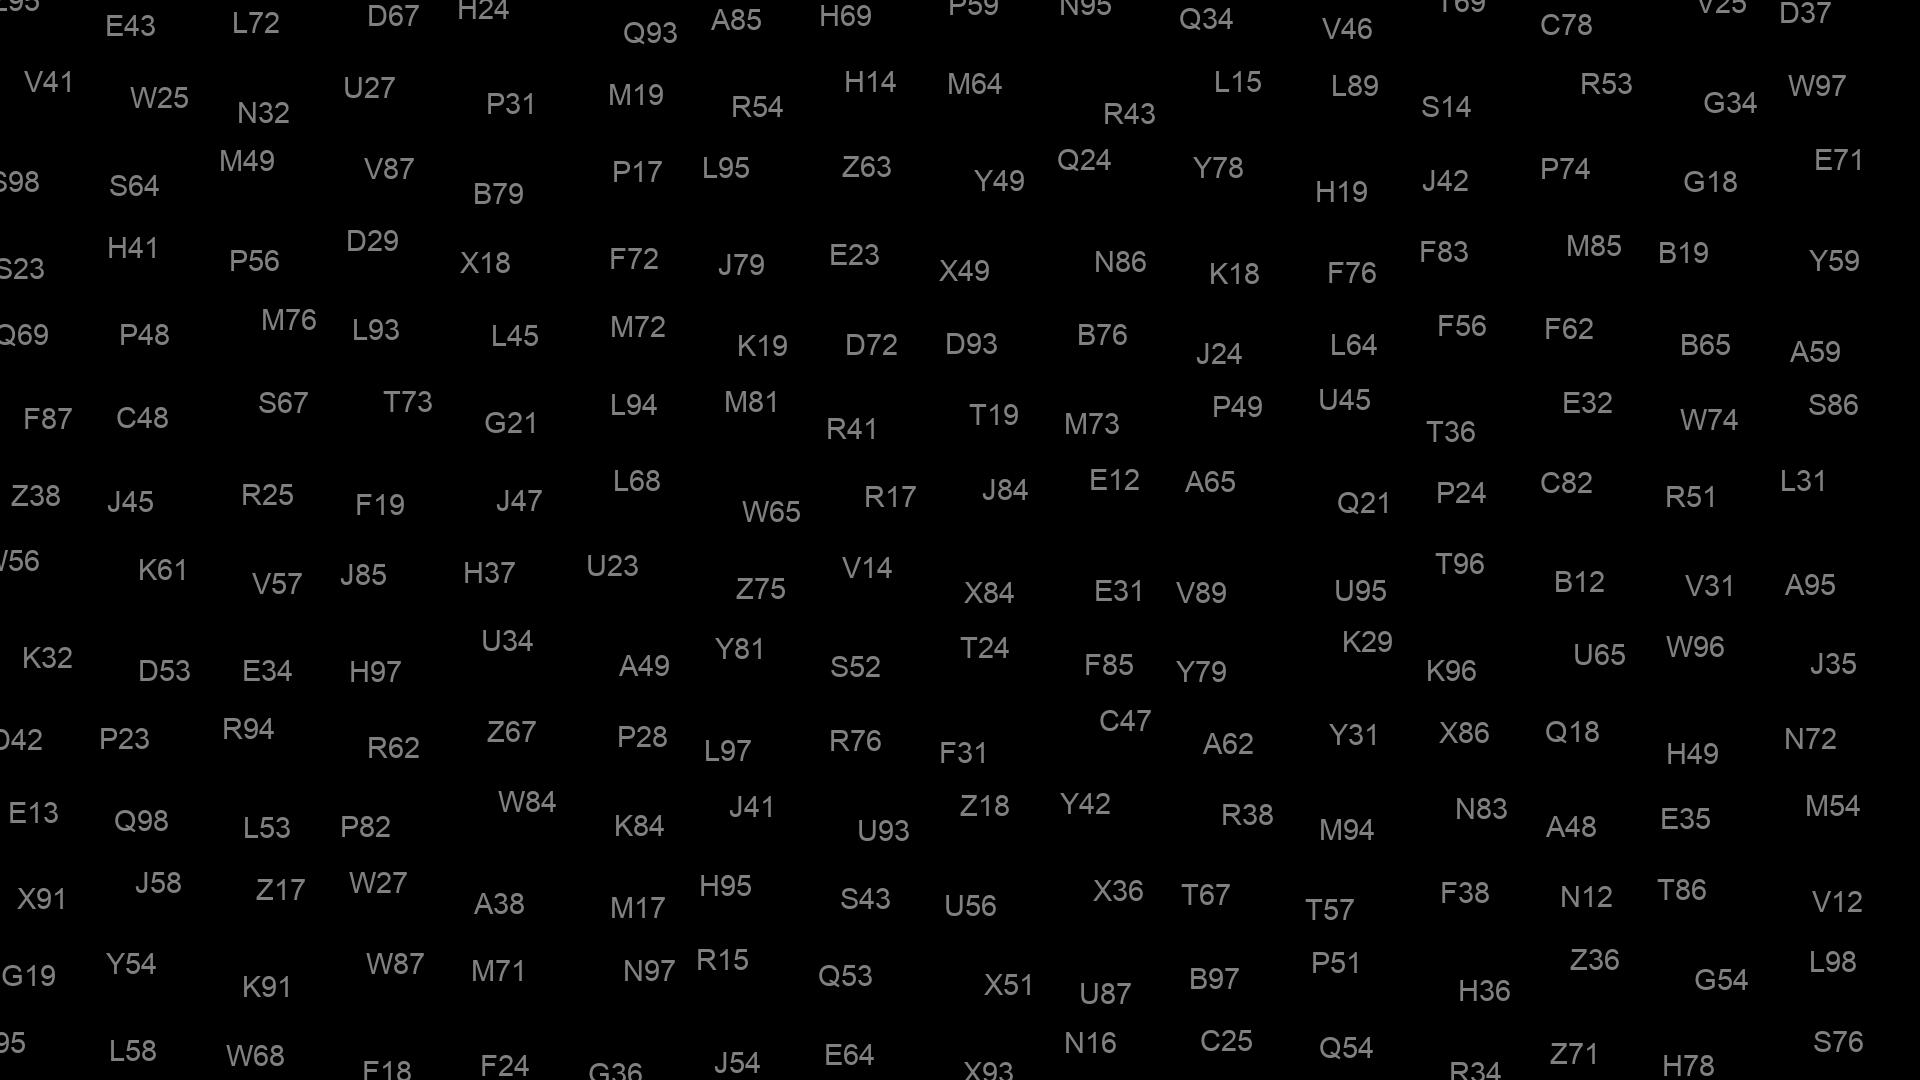 E43 L72 D67 H24 Q93 A85 H69 P59 N95 Q34 V46 T69 C78 V25 D37
V41 W25 N32 U27 P31 M19 R54 H14 M64 R43 L15 L89 S14 R53 G34 W97
S98 S64 M49 V87 B79 P17 L95 Z63 Y49 Q24 Y78 H19 J42 P74 G18 E71
S23 H41 P56 D29 X18 F72 J79 E23 X49 N86 K18 F76 F83 M85 B19 Y59
Q69 P48 M76 L93 L45 M72 K19 D72 D93 B76 J24 L64 F56 F62 B65 A59
F87 C48 S67 T73 G21 L94 M81 R41 T19 M73 P49 U45 T36 E32 W74 S86
Z38 J45 R25 F19 J47 L68 W65 R17 J84 E12 A65 Q21 P24 C82 R51 L31
K61 V57 J85 H37 U23 Z75 V14 X84 E31 V89 U95 T96 B12 V31 A95
K32 D53 E34 H97 U34 A49 Y81 S52 T24 F85 Y79 K29 K96 U65 W96 J35
P23 R94 R62 Z67 P28 L97 R76 F31 C47 A62 Y31 X86 Q18 H49 N72
E13 Q98 L53 P82 W84 K84 J41 U93 Z18 Y42 R38 M94 N83 A48 E35 M54
X91 J58 Z17 W27 A38 M17 H95 S43 U56 X36 T67 T57 F38 N12 T86 V12
G19 Y54 K91 W87 M71 N97 R15 Q53 X51 U87 B97 P51 H36 Z36 G54 L98
L58 W68 F24 G36 J54 E64 X93 N16 C25 Q54 R34 Z71 H78 S76